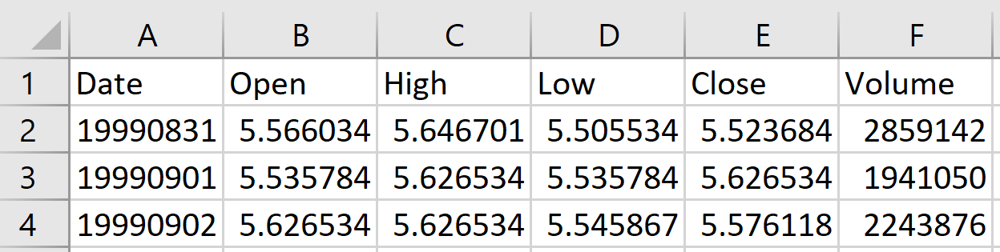 A B C D E F
1 Date Open High Low Close Volume
2 19990831 5.566034 5.646701 5.505534 5.523684 2859142
3 19990901 5.535784 5.626534 5.535784 5.626534 1941050
4 19990902 5.626534 5.626534 5.545867 5.576118 2243876